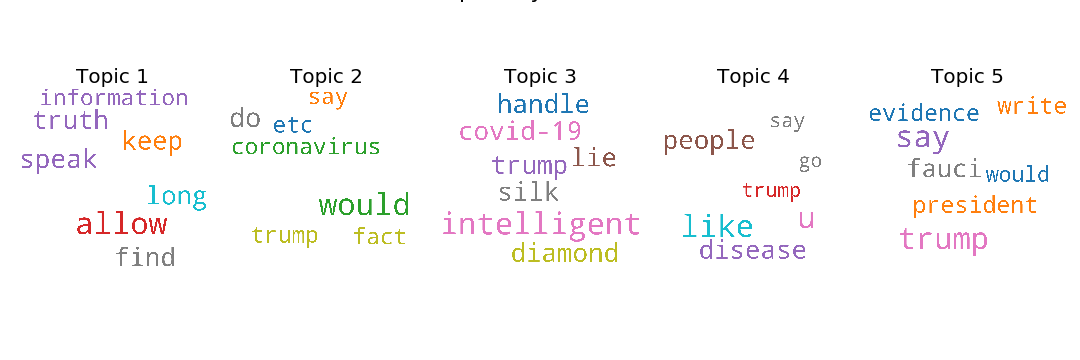 Topic 1
information
truth
keep
speak
long
allow
find
Topic 2
say
do
etc
coronavirus
would
trump
fact
Topic 3
handle
covid-19
trump
lie
silk
intelligent
diamond
Topic 4
say
people
go
trump
u
like
disease
Topic 5
write
evidence
say
fauci
would
president
trump